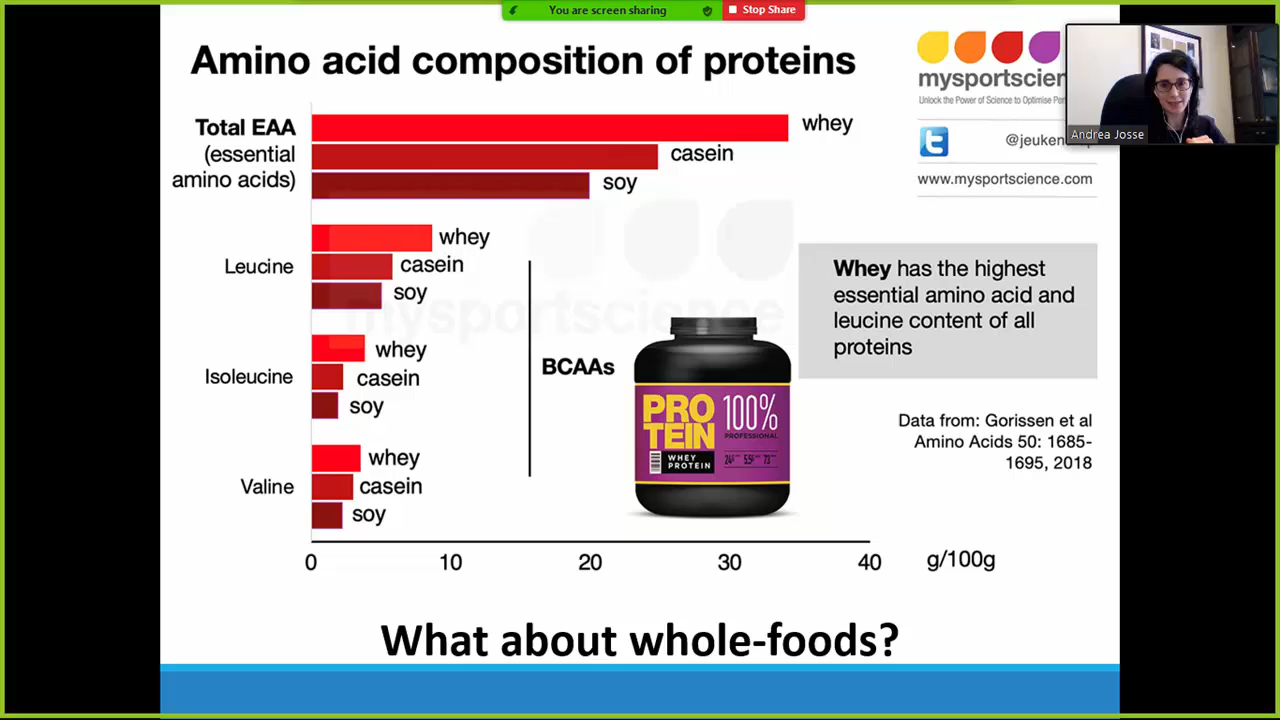 You are screen sharing
Stop Share
Amino acid composition of proteins
mysportscien
Unlock the Power of Science to Optimise
Andrea Josse
www.mysportscience.com
Total EAA
(essential
amino acids)
whey
casein
soy
Leucine
whey
casein
soy
Isoleucine
whey
casein
soy
Valine
whey
casein
soy
BCAAs
mysportscience
PRO
TEIN
100%
PROFESSIONAL
WHEY
PROTEIN
Whey has the highest
essential amino acid and
leucine content of all
proteins
Data from: Gorissen et al
Amino Acids 50: 1685-
1695, 2018
0 10 20 30 40 g/100g
What about whole-foods?